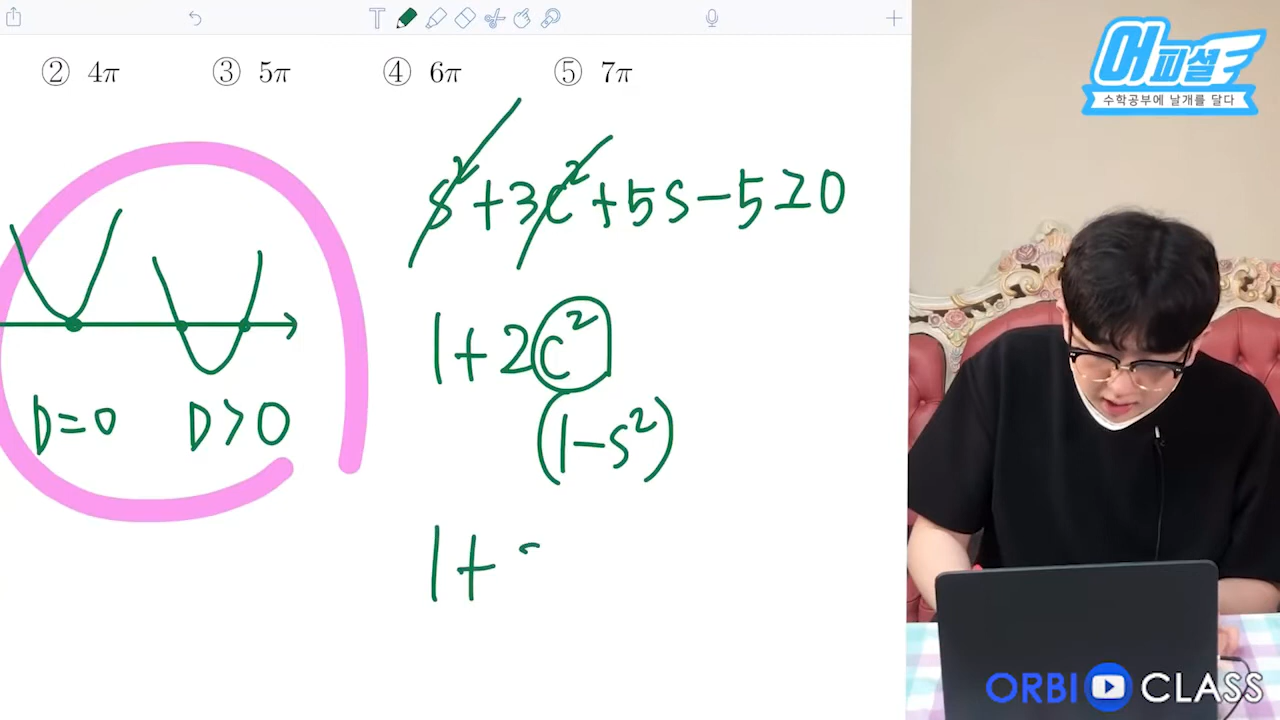 ② 4π ③ 5π ④ 6π ⑤ 7π
어피셜
수학공부에 날개를 달다
s²+3c²+5s-5≥0
1+2c²
(1-s²)
D=0 D>0
1+
ORBI CLASS